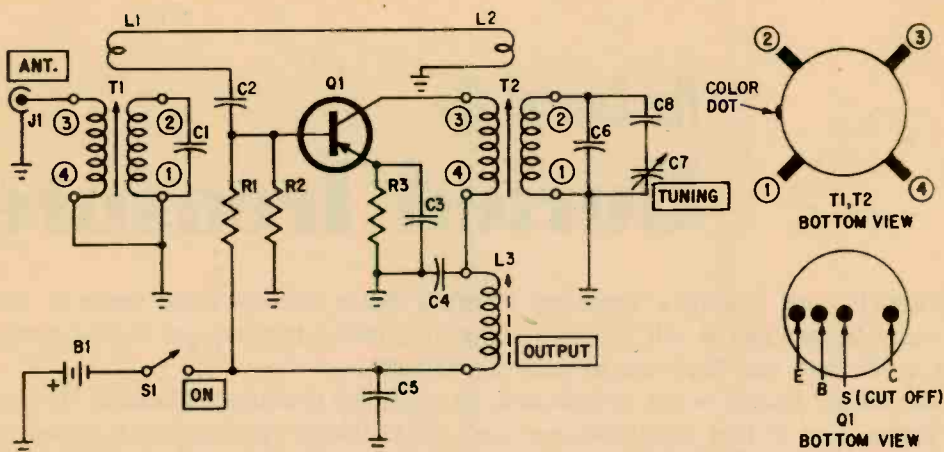 L1
L2
ANT.
J1
T1
3
4
2
1
C1
C2
Q1
R1
R2
R3
C3
C4
T2
3
4
2
1
C6
C8
C7
TUNING
L3
OUTPUT
B1
+
S1
ON
C5
2
3
COLOR
DOT
1
4
T1,T2
BOTTOM VIEW
E
B
S (CUT OFF)
C
Q1
BOTTOM VIEW